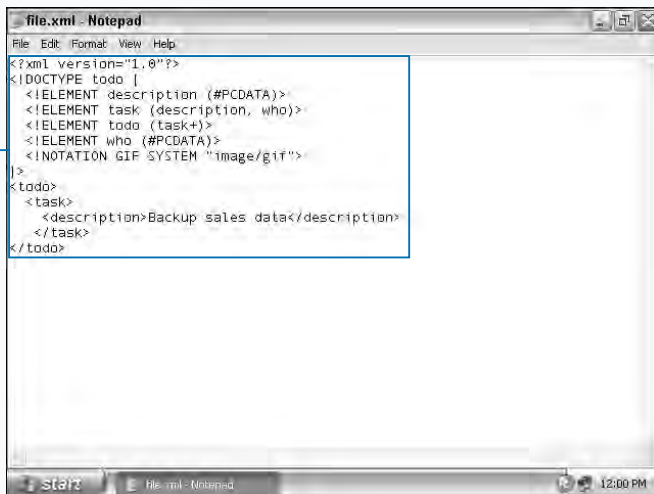 file.xml - Notepad
File Edit Format View Help
<?xml version="1.0"?>
<!DOCTYPE todo [
  <!ELEMENT description (#PCDATA)>
  <!ELEMENT task (description, who)>
  <!ELEMENT todo (task+)>
  <!ELEMENT who (#PCDATA)>
  <!NOTATION GIF SYSTEM "image/gif">
]>
<todo>
  <task>
    <description>Backup sales data</description>
   </task>
</todo>
start file.xml - Notepad 12:00 PM